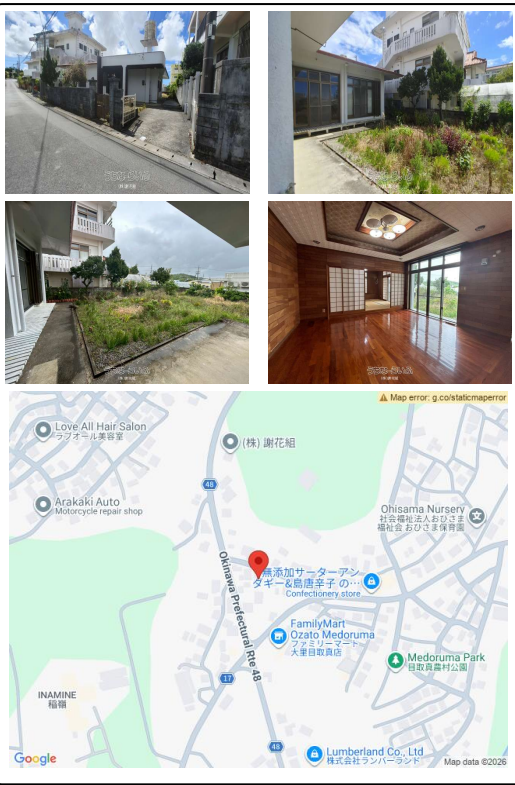 Map error: g.co/staticmaperror
Love All Hair Salon
ラブオール美容室
(株) 謝花組
48
Arakaki Auto
Motorcycle repair shop
Ohisama Nursery
社会福祉法人おひさま
福祉会 おひさま保育園
Okinawa Prefectural Rte 48
無添加サーターアン
ダギー&島唐辛子 の…
Confectionery store
FamilyMart
Ozato Medoruma
ファミリーマート
大里目取真店
Medoruma Park
目取真農村公園
17
INAMINE
稲嶺
48
Lumberland Co., Ltd
株式会社ランバーランド
Google
Map data ©2026